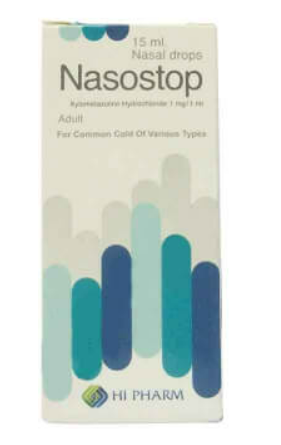 15 ml
Nasal drops
Nasostop
Xylometazolin Hydrochloride 1 mg/1 ml
Adult
For Common Cold Of Various Types
HI PHARM